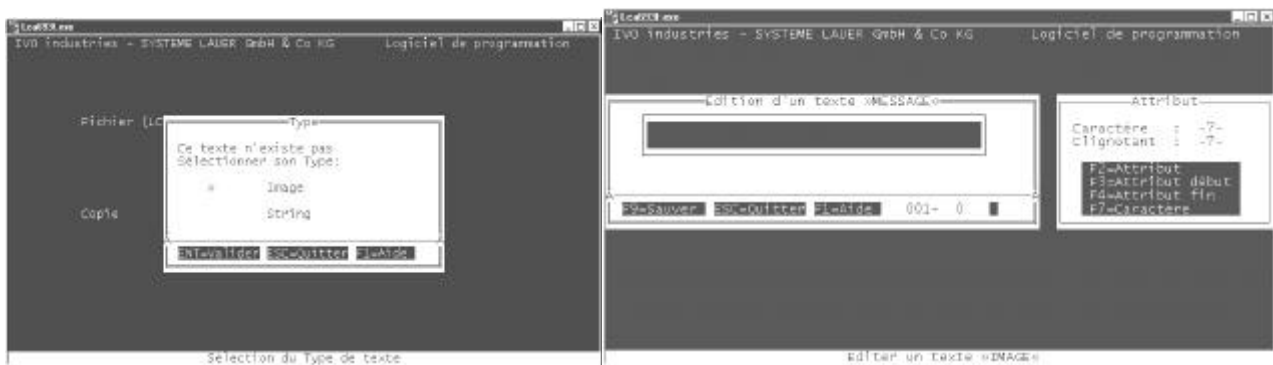 IVO industries - SYSTEME LAUER GmbH & Co KG Logiciel de programmation
Fichier (LC
Type
Ce texte n'existe pas
Sélectionner son Type:
Image
Copie
String
ENT=Valider ESC=Quitter F1=Aide
Sélection du Type de texte
IVO industries - SYSTEME LAUER GmbH & Co KG Logiciel de programmation
Edition d'un texte »MESSAGE«
F9=Sauver ESC=Quitter F1=Aide 001- 0
Attribut
Caractère : -7-
Clignotant : -7-
F2=Attribut
F3=Attribut début
F4=Attribut fin
F7=Caractère
Editer un texte »IMAGE«